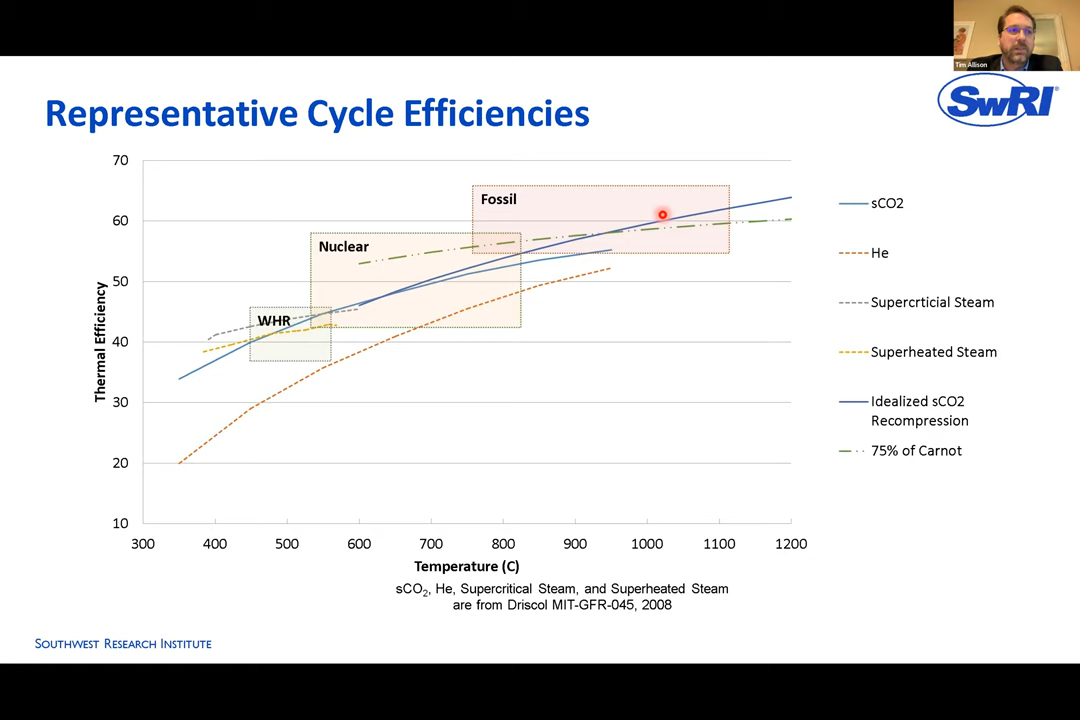 Tim Allison
SwRI®
Representative Cycle Efficiencies
Thermal Efficiency
70
60
50
40
30
20
10
300 400 500 600 700 800 900 1000 1100 1200
Temperature (C)
Fossil
Nuclear
WHR
sCO2
He
Supercrticial Steam
Superheated Steam
Idealized sCO2
Recompression
75% of Carnot
sCO₂, He, Supercritical Steam, and Superheated Steam
are from Driscol MIT-GFR-045, 2008
SOUTHWEST RESEARCH INSTITUTE